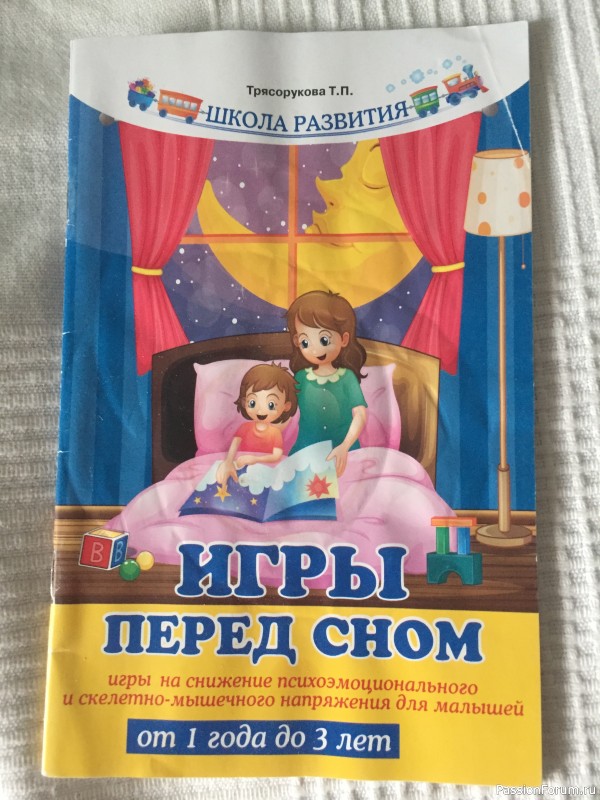 Трясорукова Т.П.
ШКОЛА РАЗВИТИЯ
B B
ИГРЫ
ПЕРЕД СНОМ
игры на снижение психоэмоционального
и скелетно-мышечного напряжения для малышей
от 1 года до 3 лет
PassionForum.ru